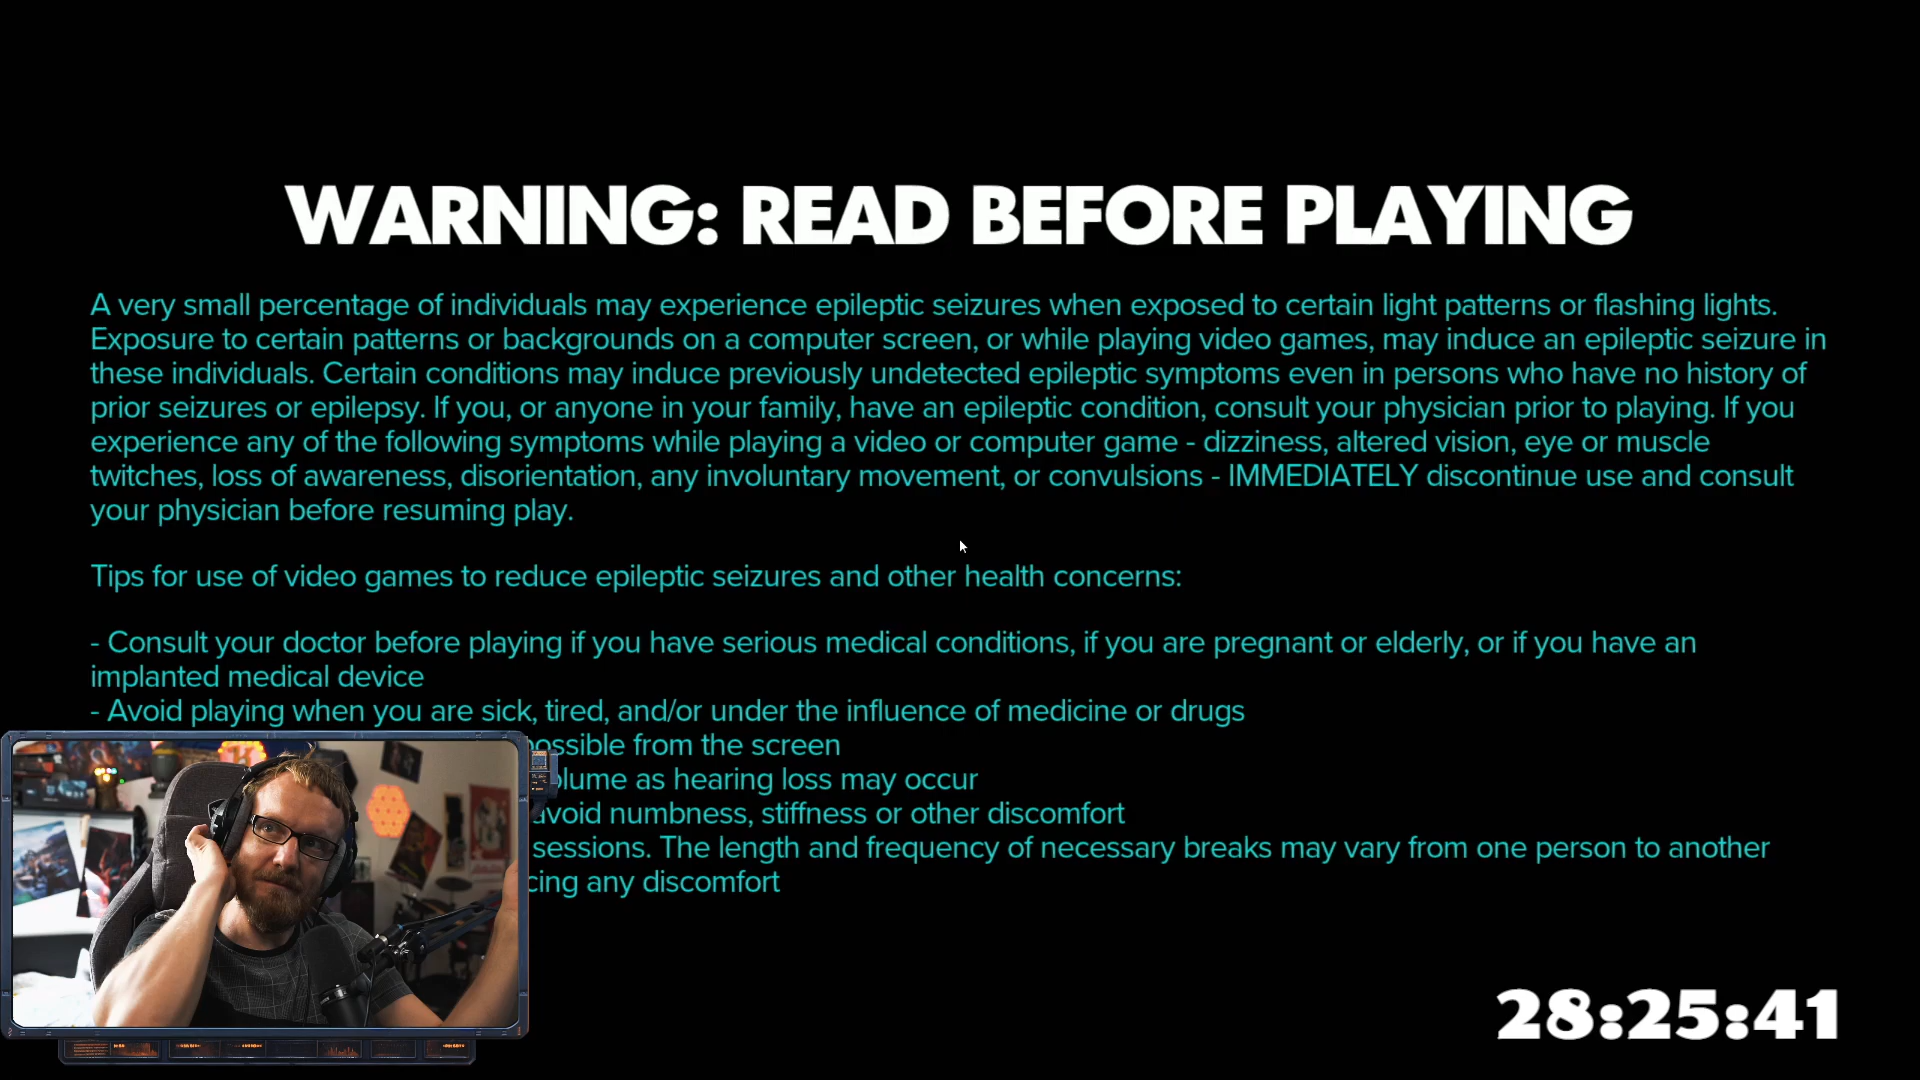 WARNING: READ BEFORE PLAYING
A very small percentage of individuals may experience epileptic seizures when exposed to certain light patterns or flashing lights.
Exposure to certain patterns or backgrounds on a computer screen, or while playing video games, may induce an epileptic seizure in
these individuals. Certain conditions may induce previously undetected epileptic symptoms even in persons who have no history of
prior seizures or epilepsy. If you, or anyone in your family, have an epileptic condition, consult your physician prior to playing. If you
experience any of the following symptoms while playing a video or computer game - dizziness, altered vision, eye or muscle
twitches, loss of awareness, disorientation, any involuntary movement, or convulsions - IMMEDIATELY discontinue use and consult
your physician before resuming play.
Tips for use of video games to reduce epileptic seizures and other health concerns:
- Consult your doctor before playing if you have serious medical conditions, if you are pregnant or elderly, or if you have an
implanted medical device
- Avoid playing when you are sick, tired, and/or under the influence of medicine or drugs
possible from the screen
as hearing loss may occur
avoid numbness, stiffness or other discomfort
sessions. The length and frequency of necessary breaks may vary from one person to another
any discomfort
28:25:41